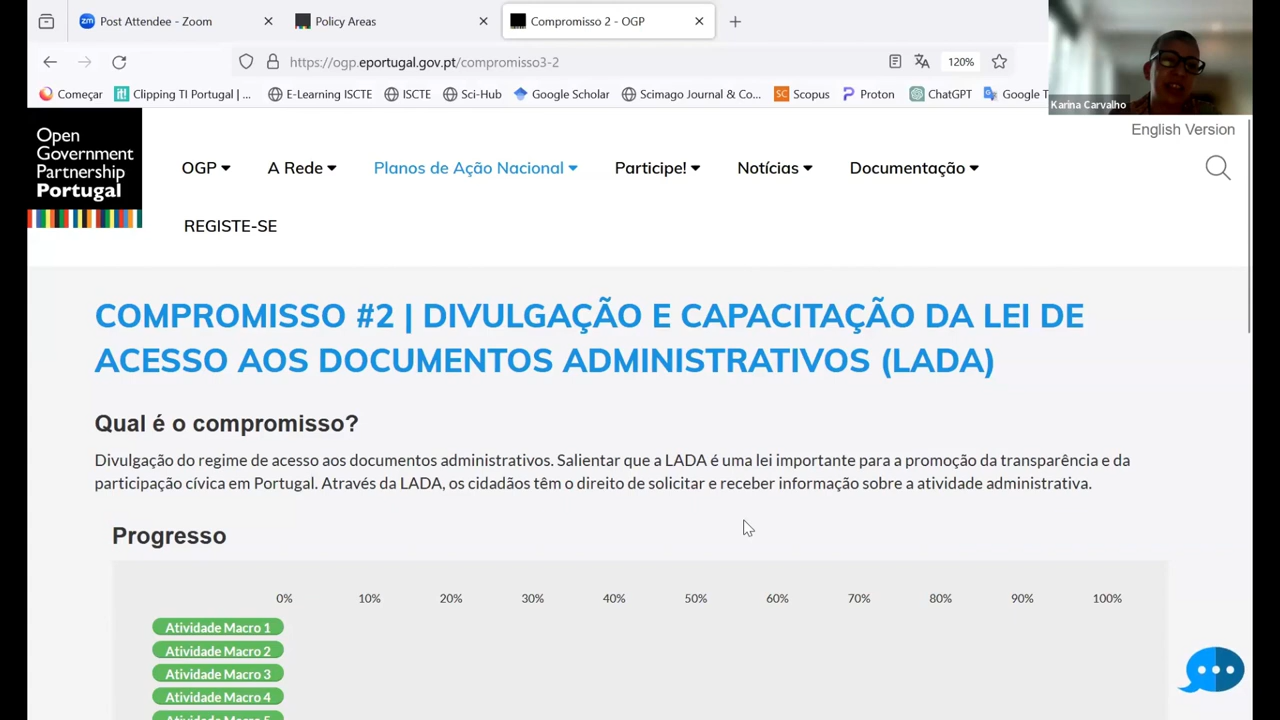 Post Attendee - Zoom
Policy Areas
Compromisso 2 - OGP
https://ogp.eportugal.gov.pt/compromisso3-2
120%
Começar
Clipping TI Portugal | ...
E-Learning ISCTE
ISCTE
Sci-Hub
Google Scholar
Scimago Journal & Co...
Scopus
Proton
ChatGPT
Google T
Karina Carvalho
English Version
Open
Government
Partnership
Portugal
OGP
A Rede
Planos de Ação Nacional
Participe!
Notícias
Documentação
REGISTE-SE
COMPROMISSO #2 | DIVULGAÇÃO E CAPACITAÇÃO DA LEI DE
ACESSO AOS DOCUMENTOS ADMINISTRATIVOS (LADA)
Qual é o compromisso?
Divulgação do regime de acesso aos documentos administrativos. Salientar que a LADA é uma lei importante para a promoção da transparência e da
participação cívica em Portugal. Através da LADA, os cidadãos têm o direito de solicitar e receber informação sobre a atividade administrativa.
Progresso
0% 10% 20% 30% 40% 50% 60% 70% 80% 90% 100%
Atividade Macro 1
Atividade Macro 2
Atividade Macro 3
Atividade Macro 4